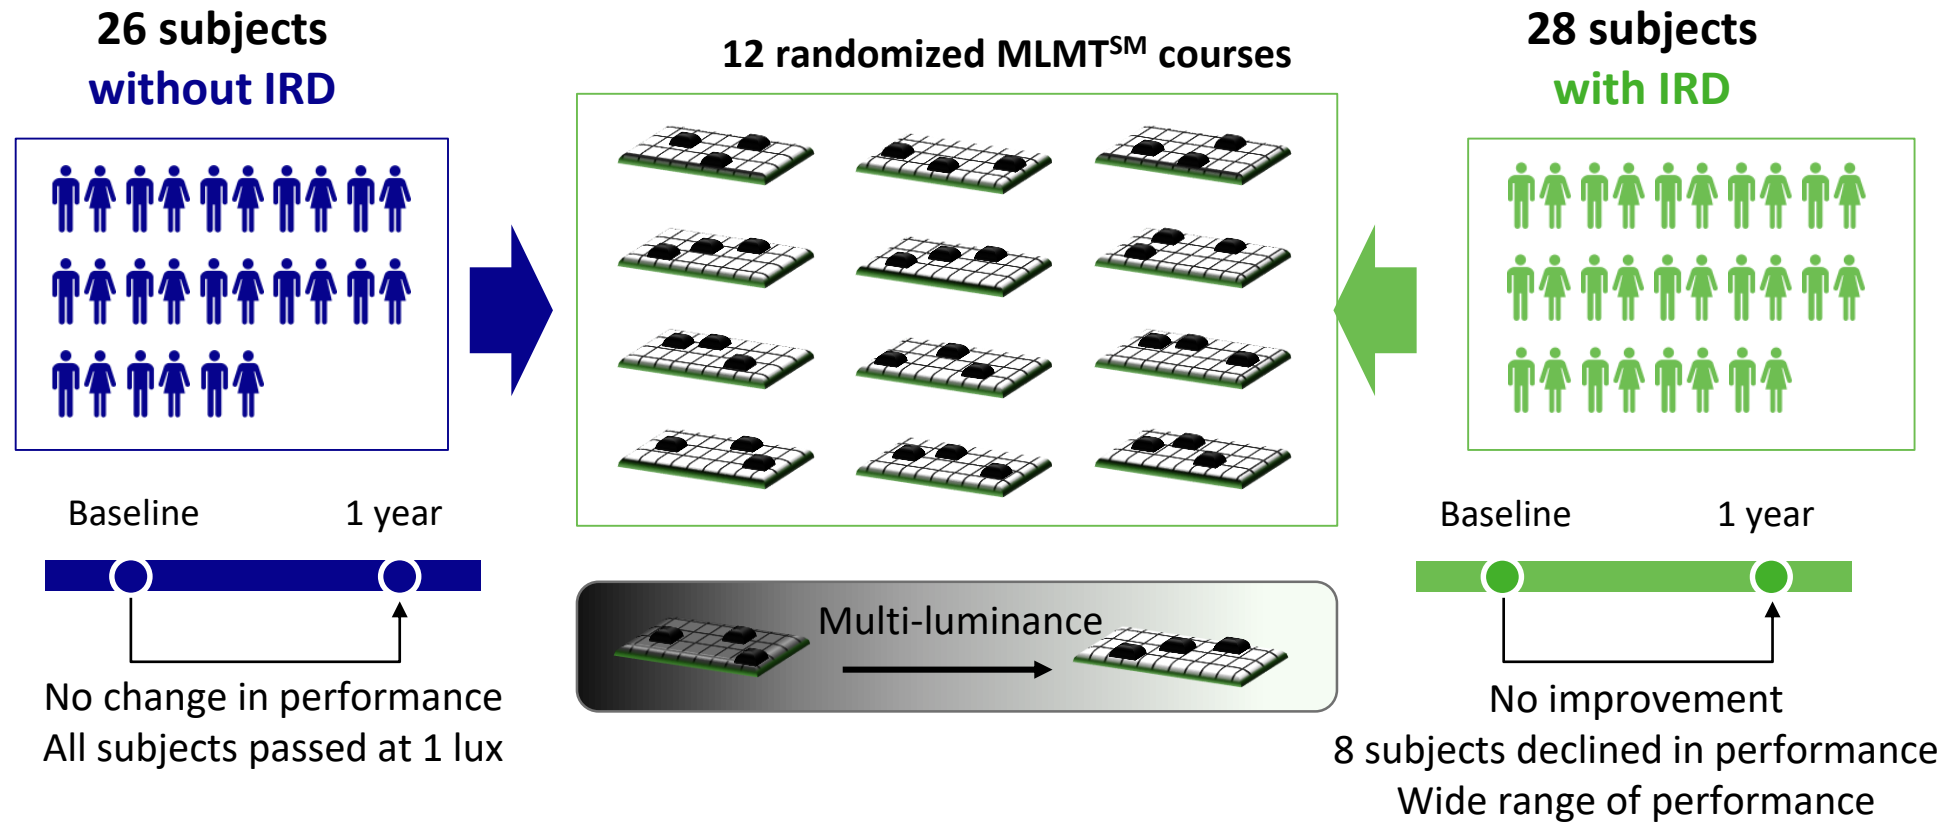 26 subjects
without IRD
12 randomized MLMT℠ courses
28 subjects
with IRD
Baseline
1 year
No change in performance
All subjects passed at 1 lux
Multi-luminance
Baseline
1 year
No improvement
8 subjects declined in performance
Wide range of performance